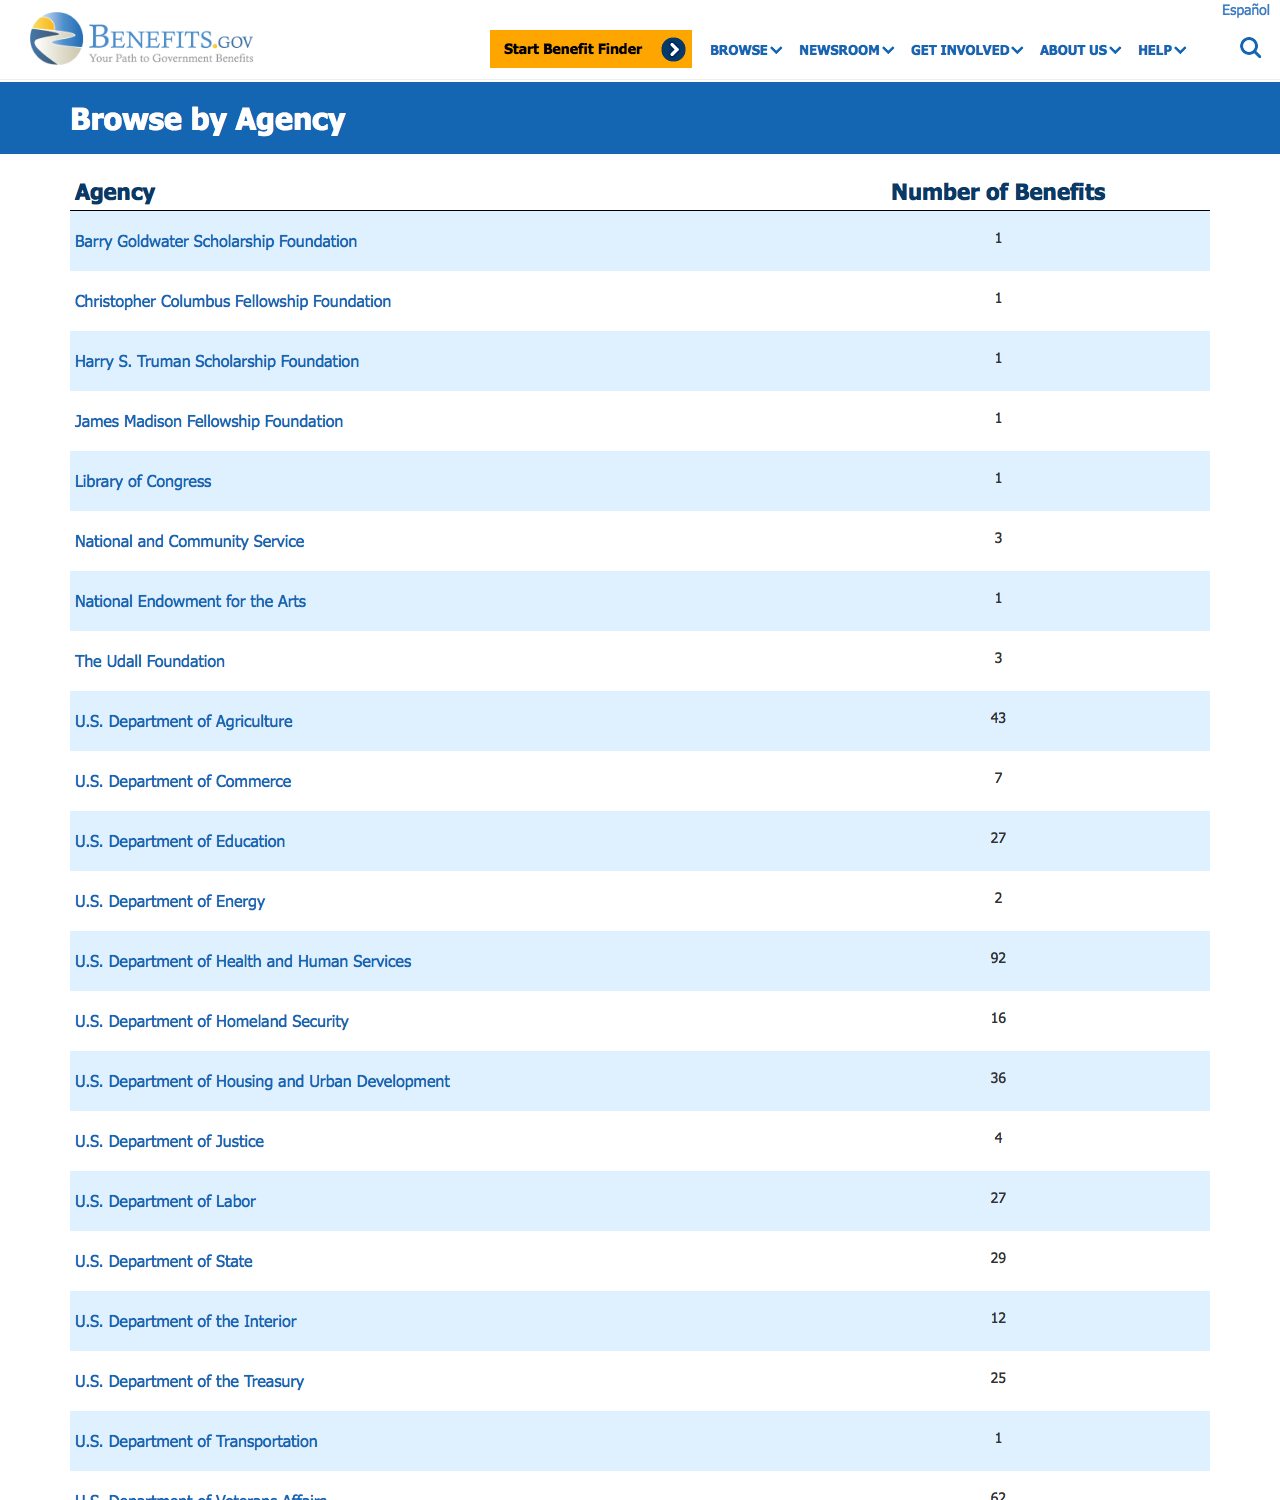 Español
BENEFITS.GOV
Your Path to Government Benefits
Start Benefit Finder
BROWSE
NEWSROOM
GET INVOLVED
ABOUT US
HELP
Browse by Agency
Agency Number of Benefits
Barry Goldwater Scholarship Foundation 1
Christopher Columbus Fellowship Foundation 1
Harry S. Truman Scholarship Foundation 1
James Madison Fellowship Foundation 1
Library of Congress 1
National and Community Service 3
National Endowment for the Arts 1
The Udall Foundation 3
U.S. Department of Agriculture 43
U.S. Department of Commerce 7
U.S. Department of Education 27
U.S. Department of Energy 2
U.S. Department of Health and Human Services 92
U.S. Department of Homeland Security 16
U.S. Department of Housing and Urban Development 36
U.S. Department of Justice 4
U.S. Department of Labor 27
U.S. Department of State 29
U.S. Department of the Interior 12
U.S. Department of the Treasury 25
U.S. Department of Transportation 1
U.S. Department of Veterans Affairs 62